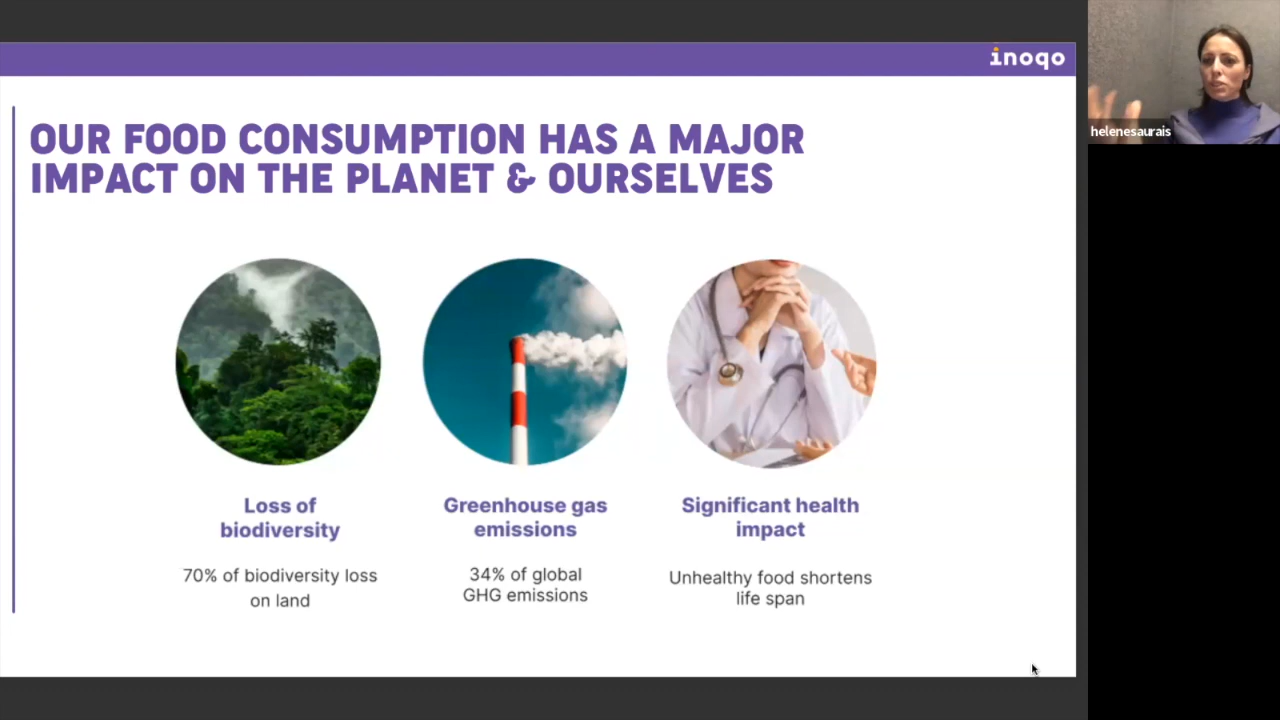 inoqo
helenesaurais
OUR FOOD CONSUMPTION HAS A MAJOR
IMPACT ON THE PLANET & OURSELVES
Loss of
biodiversity
70% of biodiversity loss
on land
Greenhouse gas
emissions
34% of global
GHG emissions
Significant health
impact
Unhealthy food shortens
life span